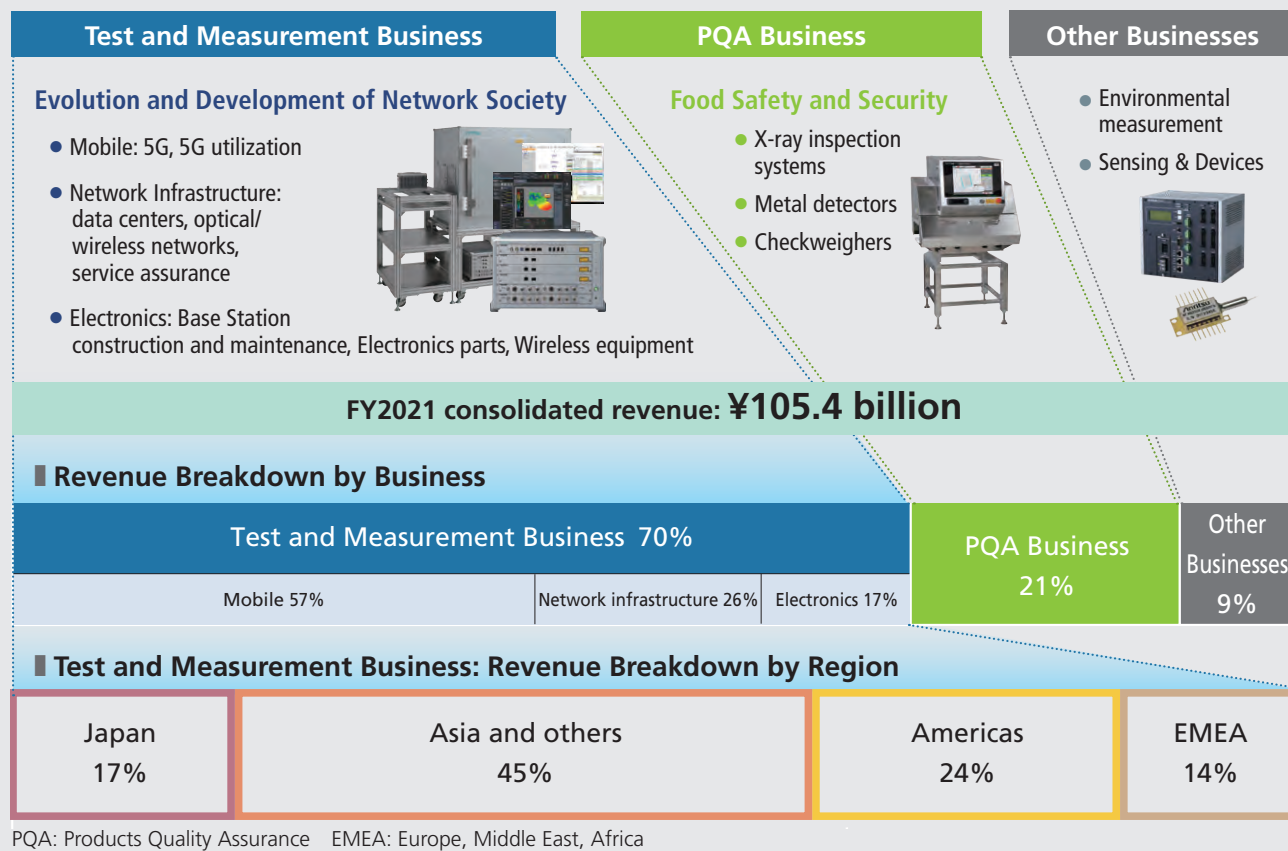 Test and Measurement Business
PQA Business
Other Businesses
Evolution and Development of Network Society
● Mobile: 5G, 5G utilization
● Network Infrastructure:
data centers, optical/
wireless networks,
service assurance
● Electronics: Base Station
construction and maintenance, Electronics parts, Wireless equipment
Food Safety and Security
● X-ray inspection
systems
● Metal detectors
● Checkweighers
● Environmental
measurement
● Sensing & Devices
Anritsu
FY2021 consolidated revenue: ¥105.4 billion
Revenue Breakdown by Business
Test and Measurement Business 70%
Mobile 57%
Network infrastructure 26%
Electronics 17%
PQA Business
21%
Other
Businesses
9%
Test and Measurement Business: Revenue Breakdown by Region
Japan
17%
Asia and others
45%
Americas
24%
EMEA
14%
PQA: Products Quality Assurance EMEA: Europe, Middle East, Africa